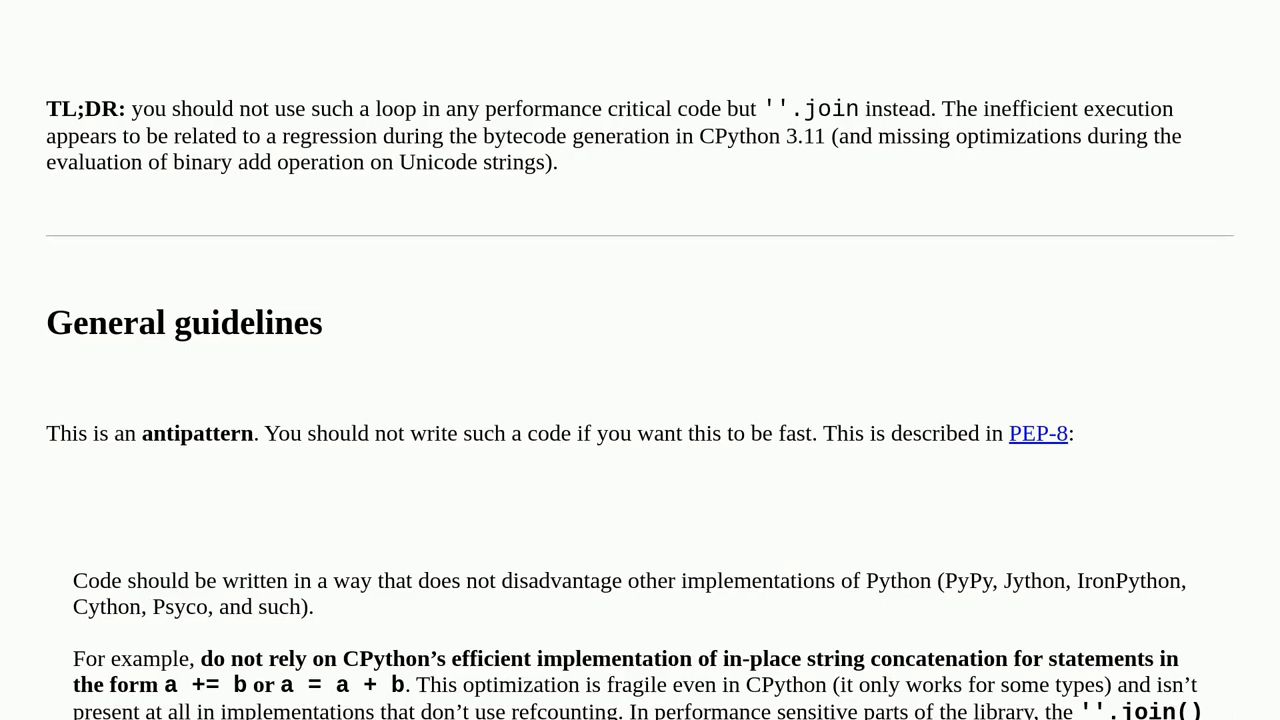 TL;DR: you should not use such a loop in any performance critical code but ''.join instead. The inefficient execution
appears to be related to a regression during the bytecode generation in CPython 3.11 (and missing optimizations during the
evaluation of binary add operation on Unicode strings).
General guidelines
This is an antipattern. You should not write such a code if you want this to be fast. This is described in PEP-8:
Code should be written in a way that does not disadvantage other implementations of Python (PyPy, Jython, IronPython,
Cython, Psyco, and such).
For example, do not rely on CPython’s efficient implementation of in-place string concatenation for statements in
the form a += b or a = a + b. This optimization is fragile even in CPython (it only works for some types) and isn’t
present at all in implementations that don’t use refcounting. In performance sensitive parts of the library, the ''.join()